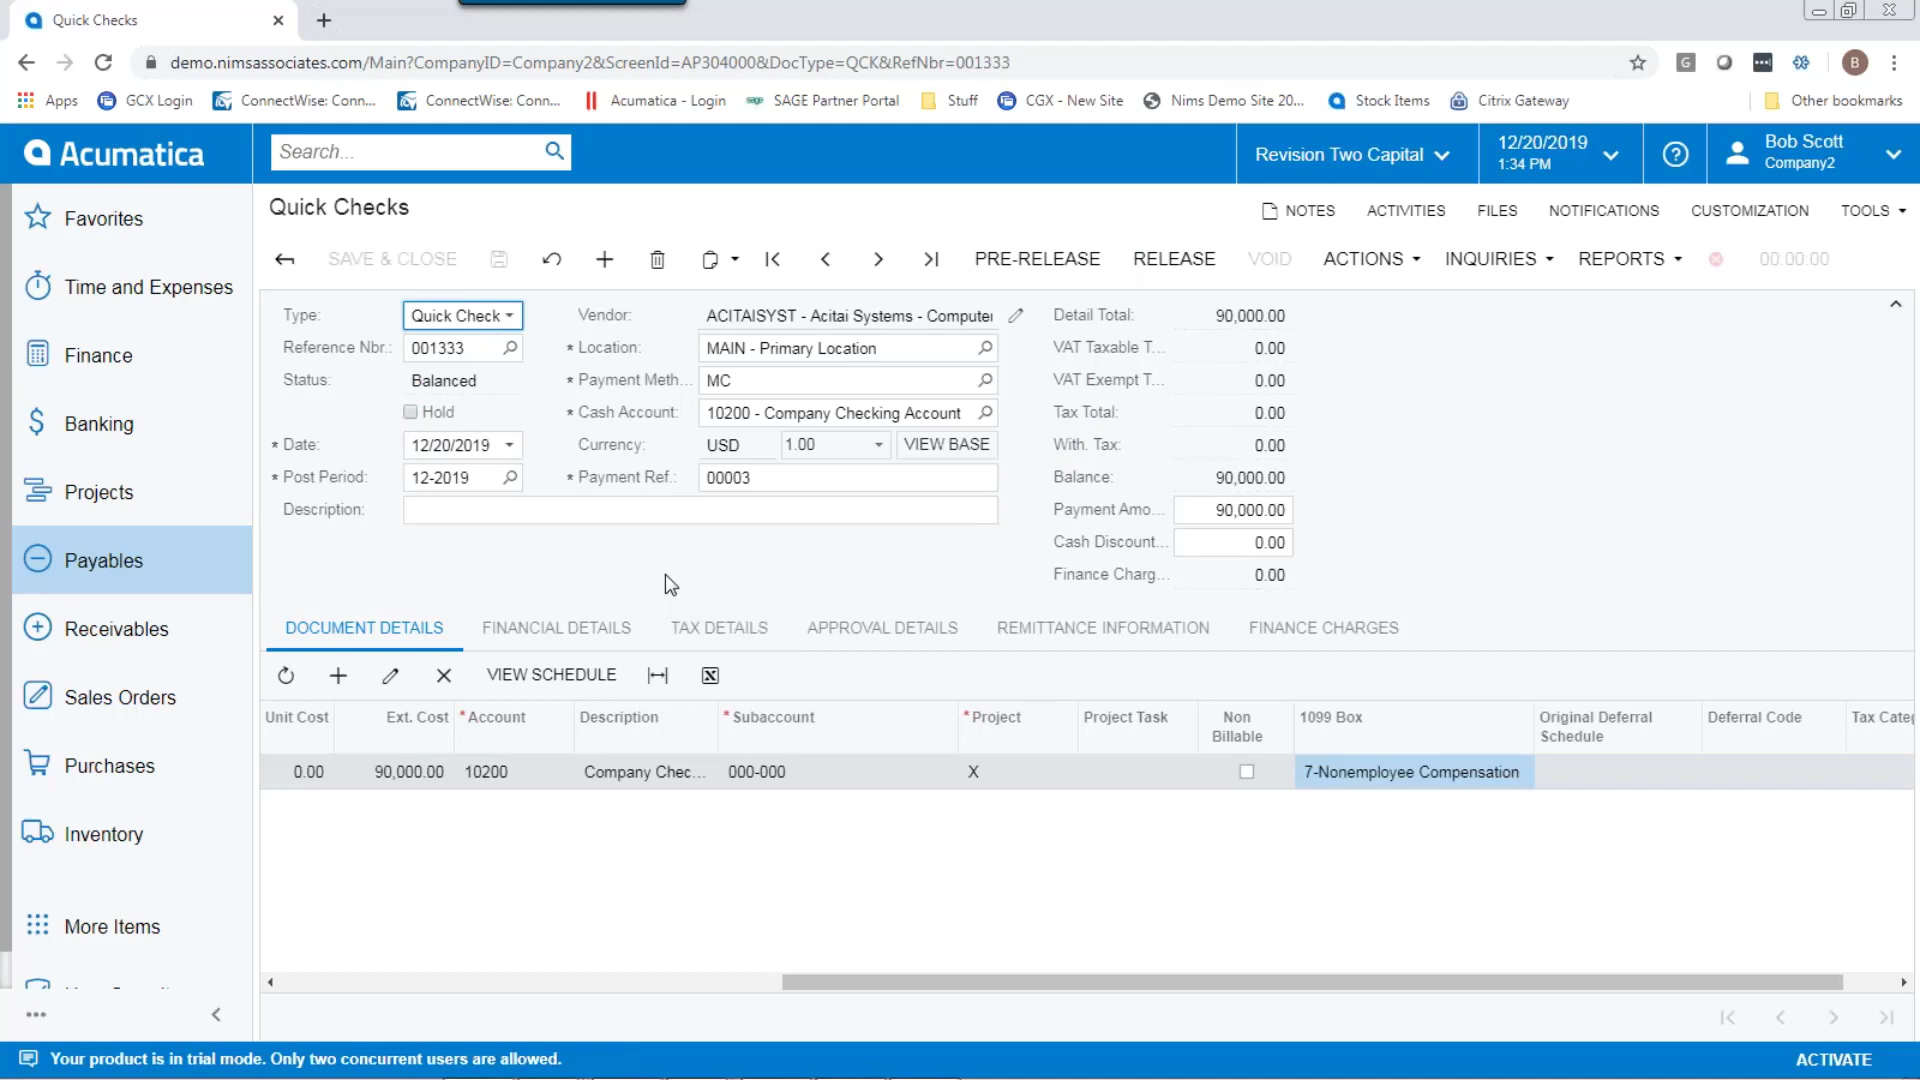 Quick Checks
demo.nimsassociates.com/Main?CompanyID=Company2&ScreenId=AP304000&DocType=QCK&RefNbr=001333
B
Apps GCX Login ConnectWise: Conn... ConnectWise: Conn... Acumatica - Login SAGE Partner Portal Stuff CGX - New Site Nims Demo Site 20... Stock Items Citrix Gateway Other bookmarks
Acumatica
Search...
Revision Two Capital
12/20/2019
1:34 PM
Bob Scott
Company2
Favorites
Time and Expenses
Finance
Banking
Projects
Payables
Receivables
Sales Orders
Purchases
Inventory
More Items
Quick Checks
NOTES ACTIVITIES FILES NOTIFICATIONS CUSTOMIZATION TOOLS
SAVE & CLOSE PRE-RELEASE RELEASE VOID ACTIONS INQUIRIES REPORTS 00:00:00
Type: Quick Check Vendor: ACITAISYST - Acitai Systems - Computer Detail Total: 90,000.00
Reference Nbr.: 001333 * Location: MAIN - Primary Location VAT Taxable T... 0.00
Status: Balanced * Payment Meth... MC VAT Exempt T... 0.00
Hold * Cash Account: 10200 - Company Checking Account Tax Total: 0.00
* Date: 12/20/2019 Currency: USD 1.00 VIEW BASE With. Tax: 0.00
* Post Period: 12-2019 * Payment Ref.: 00003 Balance: 90,000.00
Description: Payment Amo... 90,000.00
Cash Discount... 0.00
Finance Charg... 0.00
DOCUMENT DETAILS FINANCIAL DETAILS TAX DETAILS APPROVAL DETAILS REMITTANCE INFORMATION FINANCE CHARGES
VIEW SCHEDULE
Unit Cost Ext. Cost * Account Description * Subaccount * Project Project Task Non Billable 1099 Box Original Deferral Schedule Deferral Code Tax Categ
0.00 90,000.00 10200 Company Chec... 000-000 X 7-Nonemployee Compensation
Your product is in trial mode. Only two concurrent users are allowed. ACTIVATE